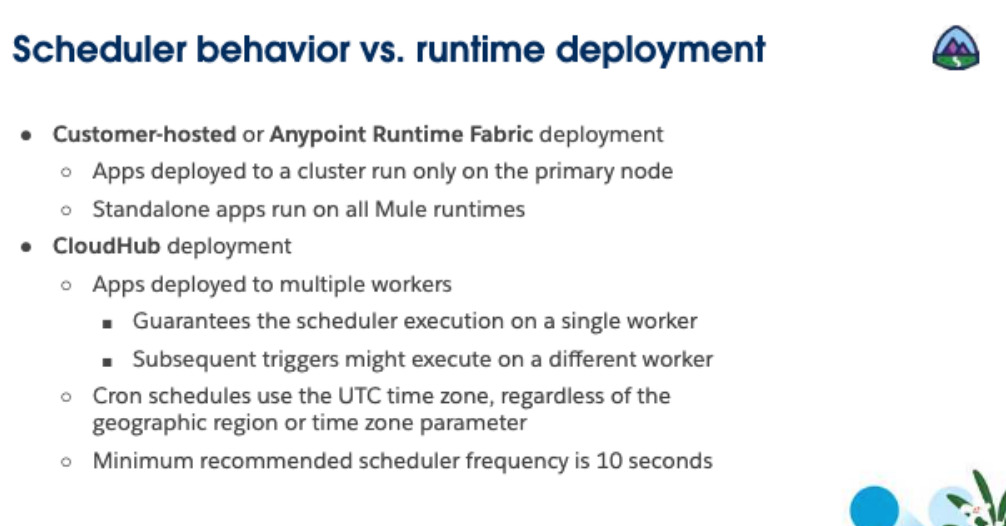 Scheduler behavior vs. runtime deployment
● Customer-hosted or Anypoint Runtime Fabric deployment
○ Apps deployed to a cluster run only on the primary node
○ Standalone apps run on all Mule runtimes
● CloudHub deployment
○ Apps deployed to multiple workers
■ Guarantees the scheduler execution on a single worker
■ Subsequent triggers might execute on a different worker
○ Cron schedules use the UTC time zone, regardless of the
geographic region or time zone parameter
○ Minimum recommended scheduler frequency is 10 seconds